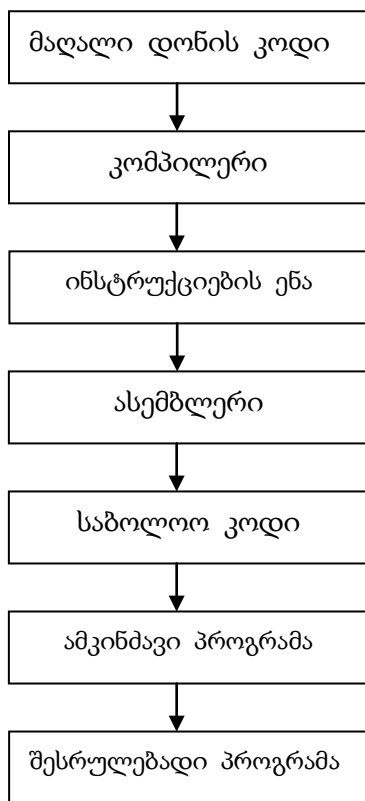 მაღალი დონის კოდი
კომპილერი
ინსტრუქციების ენა
ასემბლერი
საბოლოო კოდი
ამკინძავი პროგრამა
შესრულებადი პროგრამა